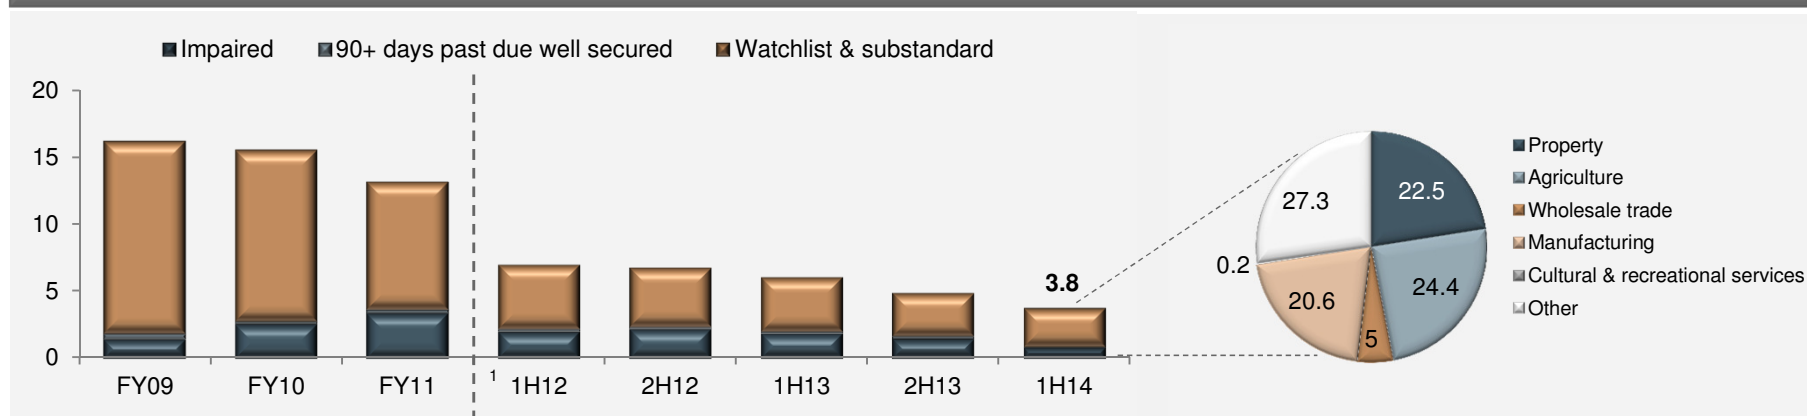 Impaired 90+ days past due well secured Watchlist & substandard
20
15
10
5
0
3.8
FY09 FY10 FY11 1 1H12 2H12 1H13 2H13 1H14
22.5
24.4
5
20.6
0.2
27.3
Property
Agriculture
Wholesale trade
Manufacturing
Cultural & recreational services
Other